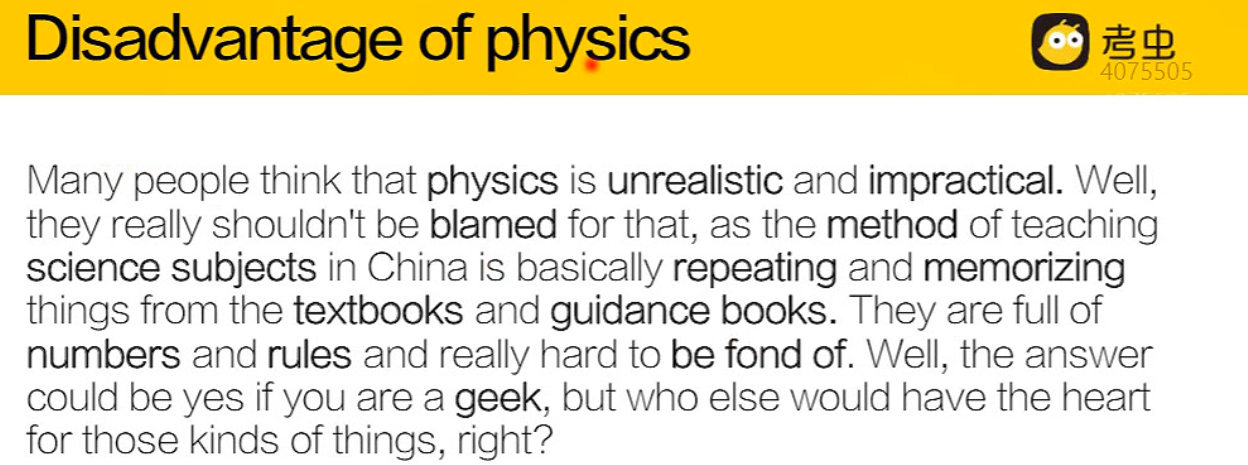 Disadvantage of physics
考虫
4075505
Many people think that physics is unrealistic and impractical. Well,
they really shouldn't be blamed for that, as the method of teaching
science subjects in China is basically repeating and memorizing
things from the textbooks and guidance books. They are full of
numbers and rules and really hard to be fond of. Well, the answer
could be yes if you are a geek, but who else would have the heart
for those kinds of things, right?